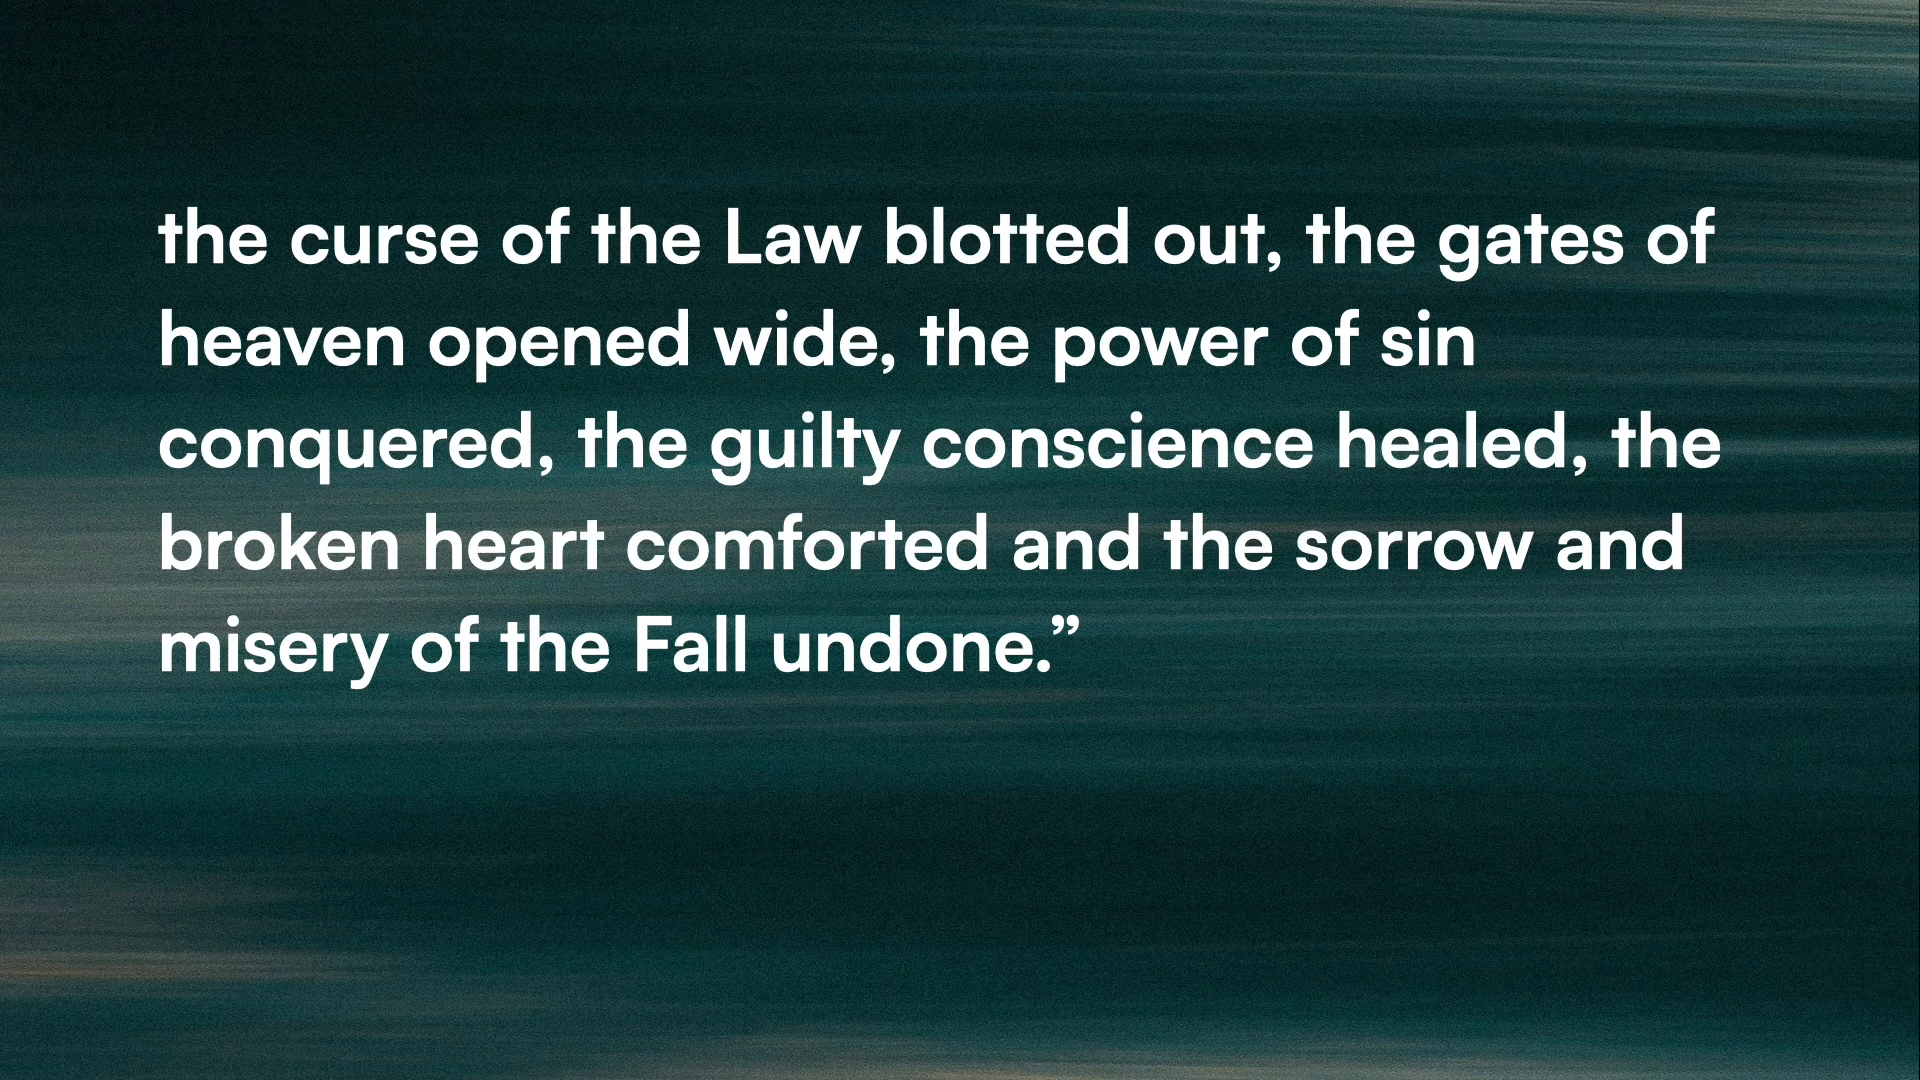 the curse of the Law blotted out, the gates of
heaven opened wide, the power of sin
conquered, the guilty conscience healed, the
broken heart comforted and the sorrow and
misery of the Fall undone.”